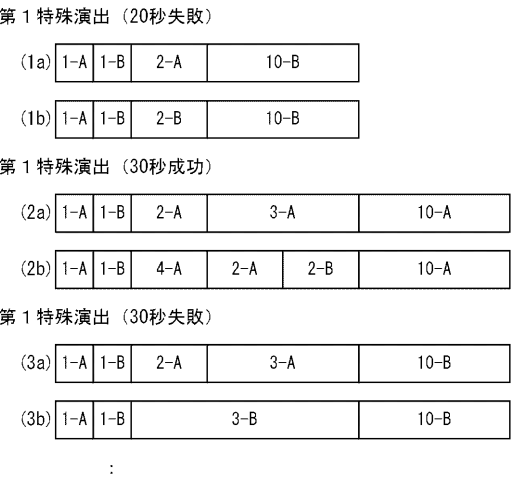 第1特殊演出（20秒失敗）
(1a) 1-A 1-B 2-A 10-B
(1b) 1-A 1-B 2-B 10-B
第1特殊演出（30秒成功）
(2a) 1-A 1-B 2-A 3-A 10-A
(2b) 1-A 1-B 4-A 2-A 2-B 10-A
第1特殊演出（30秒失敗）
(3a) 1-A 1-B 2-A 3-A 10-B
(3b) 1-A 1-B 3-B 10-B
: